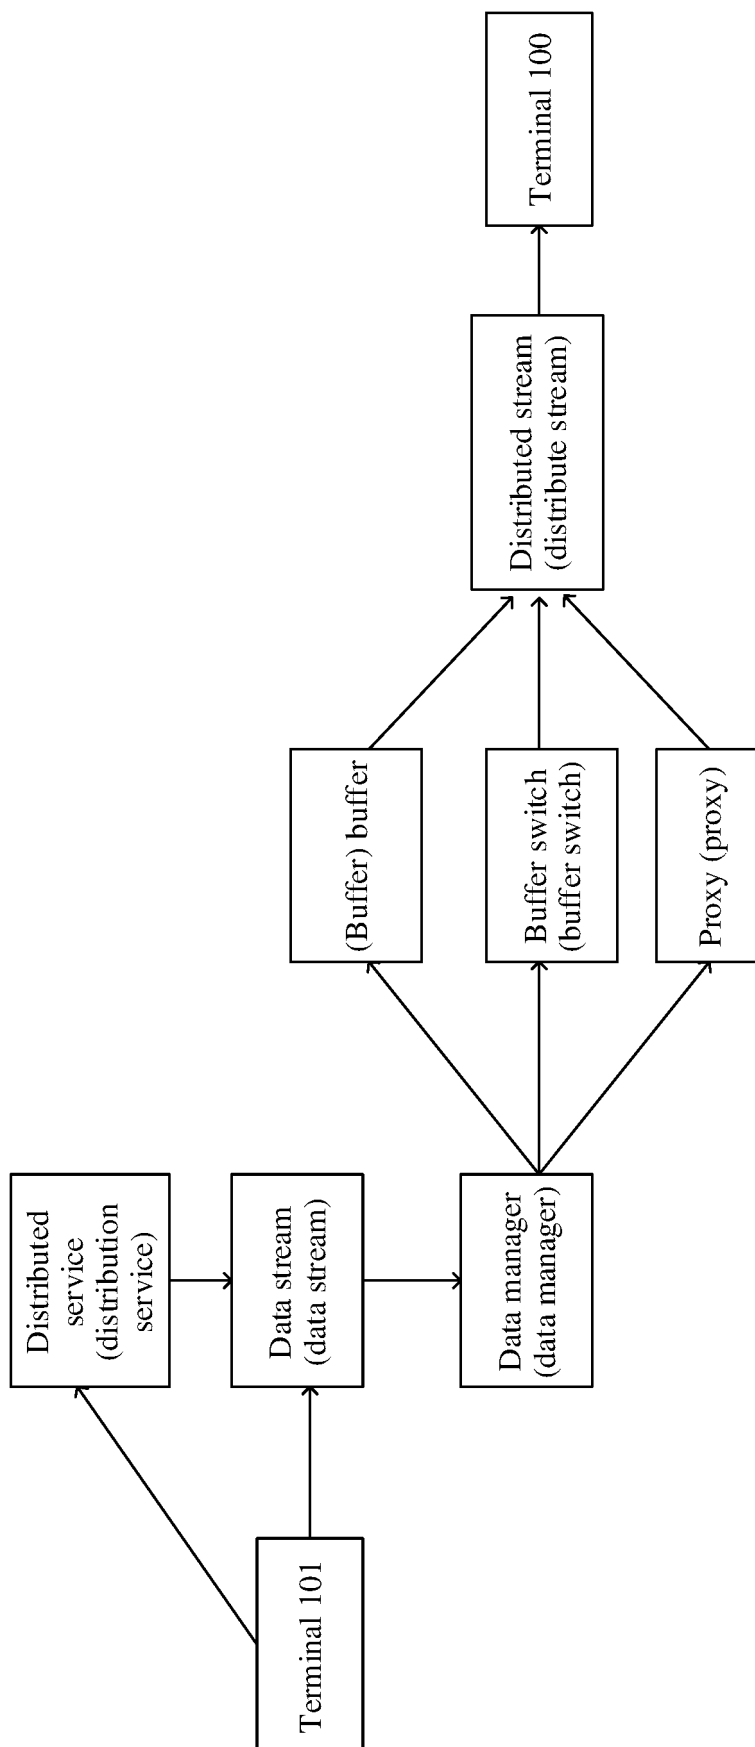 Distributed
service
(distribution
service)
Terminal 101
Data stream
(data stream)
Data manager
(data manager)
(Buffer) buffer
Buffer switch
(buffer switch)
Proxy (proxy)
Distributed stream
(distribute stream)
Terminal 100